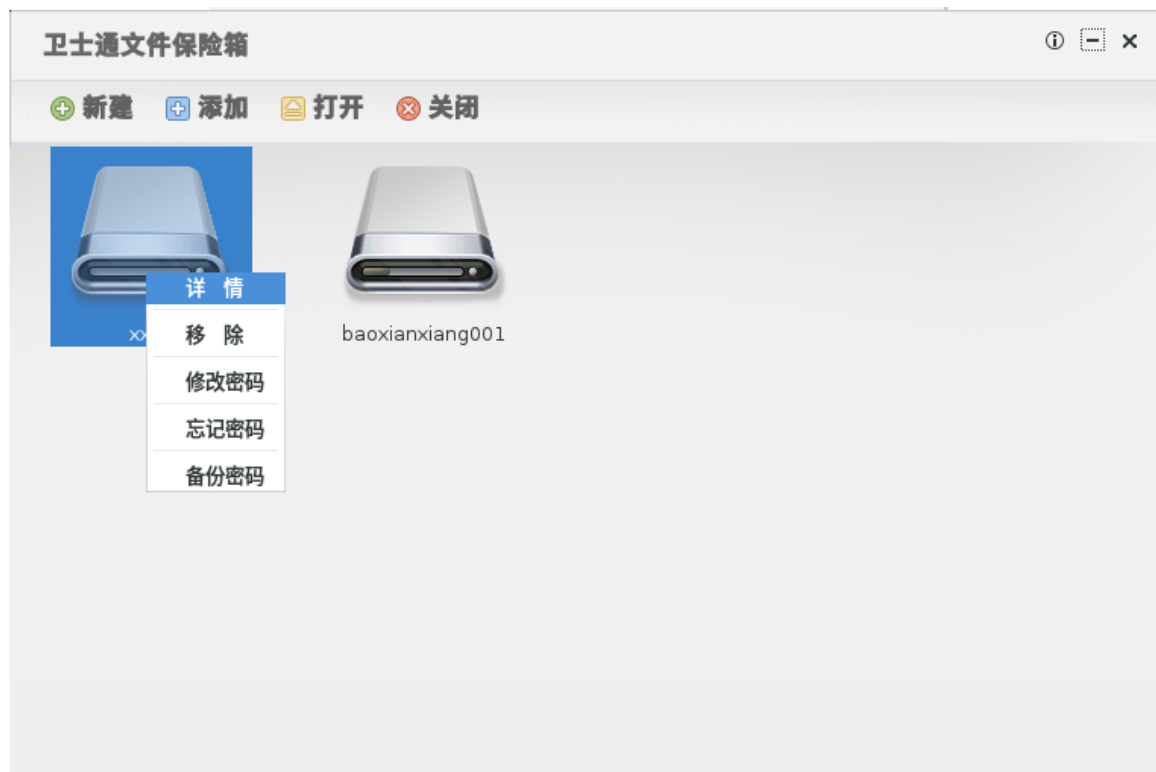 卫士通文件保险箱
新建 添加 打开 关闭
xx
baoxianxiang001
详 情
移 除
修改密码
忘记密码
备份密码